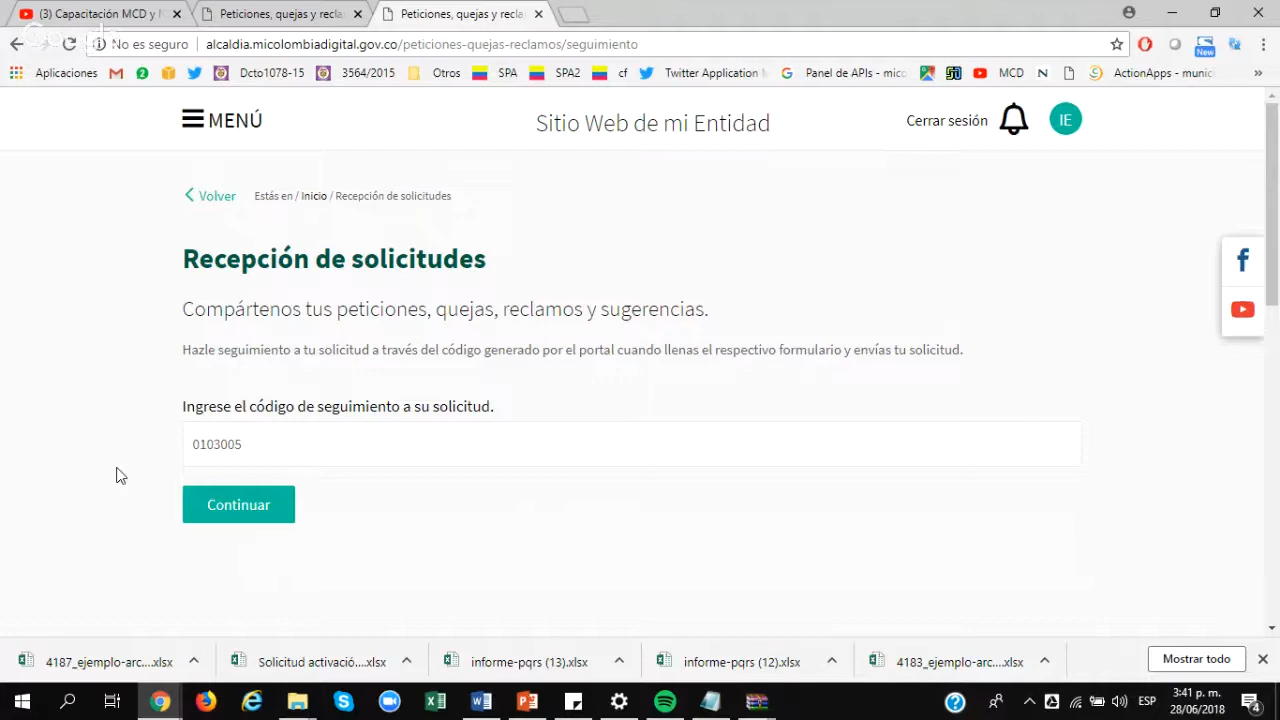 (3) Capacitación MCD y M
Peticiones, quejas y recla
Peticiones, quejas y recla
No es seguro
alcaldia.micolombiadigital.gov.co/peticiones-quejas-reclamos/seguimiento
New
Aplicaciones
2
Dcto1078-15
3564/2015
Otros
SPA
SPA2
cf
Twitter Application M
Panel de APIs - mico
MCD
N
ActionApps - munic
»
MENÚ
Sitio Web de mi Entidad
Cerrar sesión
IE
Volver
Estás en / Inicio / Recepción de solicitudes
Recepción de solicitudes
Compártenos tus peticiones, quejas, reclamos y sugerencias.
Hazle seguimiento a tu solicitud a través del código generado por el portal cuando llenas el respectivo formulario y envías tu solicitud.
Ingrese el código de seguimiento a su solicitud.
0103005
Continuar
4187_ejemplo-arc....xlsx
Solicitud activació....xlsx
informe-pqrs (13).xlsx
informe-pqrs (12).xlsx
4183_ejemplo-arc....xlsx
Mostrar todo
ESP
3:41 p. m.
28/06/2018
4